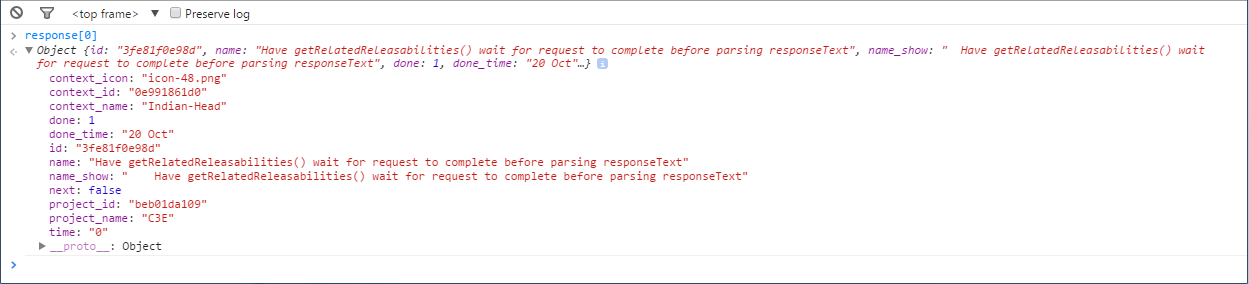 <top frame> ▼ Preserve log
> response[0]
▼ Object {id: "3fe81f0e98d", name: "Have getRelatedReleasabilities() wait for request to complete before parsing responseText", name_show: "  Have getRelatedReleasabilities() wait
for request to complete before parsing responseText", done: 1, done_time: "20 Oct"…} i
context_icon: "icon-48.png"
context_id: "0e991861d0"
context_name: "Indian-Head"
done: 1
done_time: "20 Oct"
id: "3fe81f0e98d"
name: "Have getRelatedReleasabilities() wait for request to complete before parsing responseText"
name_show: "    Have getRelatedReleasabilities() wait for request to complete before parsing responseText"
next: false
project_id: "beb01da109"
project_name: "C3E"
time: "0"
▶ __proto__: Object
>